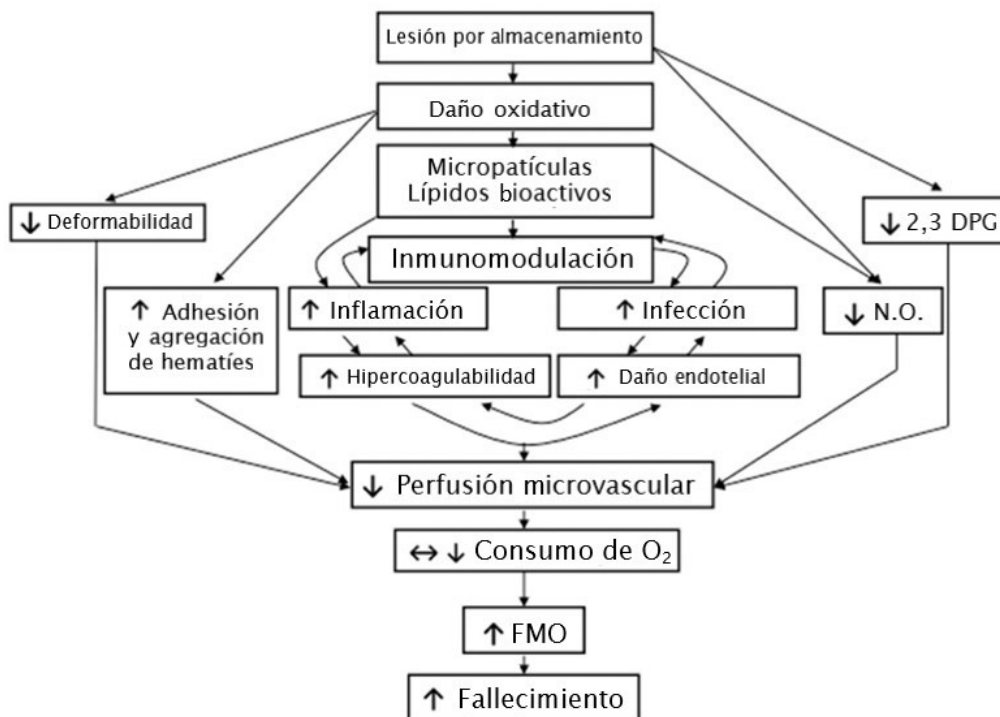 Lesión por almacenamiento
Daño oxidativo
Micropatículas
Lípidos bioactivos
↓ Deformabilidad
↓ 2,3 DPG
Inmunomodulación
↑ Adhesión
y agregación
de hematíes
↑ Inflamación
↑ Infección
↓ N.O.
↑ Hipercoagulabilidad
↑ Daño endotelial
↓ Perfusión microvascular
↔ ↓ Consumo de O₂
↑ FMO
↑ Fallecimiento